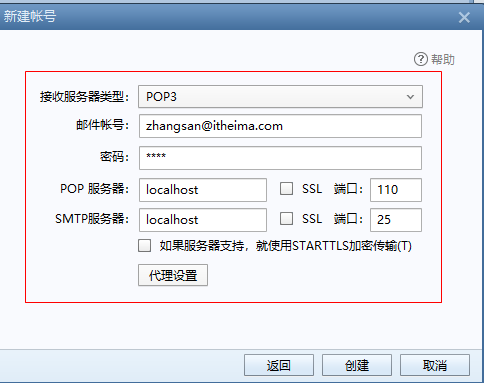 新建帐号
帮助
接收服务器类型： POP3
邮件帐号： zhangsan@itheima.com
密码： ****
POP 服务器： localhost SSL 端口： 110
SMTP服务器： localhost SSL 端口： 25
如果服务器支持，就使用STARTTLS加密传输(T)
代理设置
返回 创建 取消